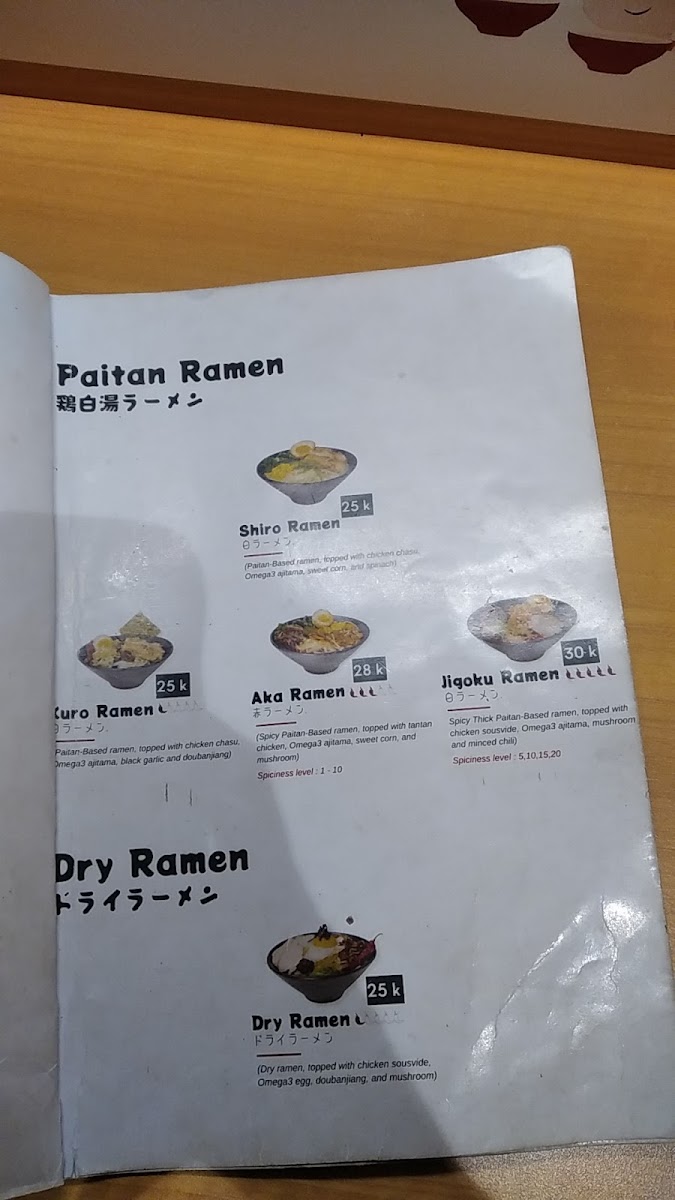 Paitan Ramen
鶏白湯ラーメン
25 k
Shiro Ramen
白ラーメン
(Paitan-Based ramen, topped with chicken chasu,
Omega3 ajitama, sweet corn, and spinach)
25 k
Kuro Ramen
ラーメン
Paitan-Based ramen, topped with chicken chasu,
Omega3 ajitama, black garlic and doubanjiang)
28 k
Aka Ramen
赤ラーメン
(Spicy Paitan-Based ramen, topped with tantan
chicken, Omega3 ajitama, sweet corn, and
mushroom)
Spiciness level : 1 - 10
30 k
Jigoku Ramen
白ラーメン
Spicy Thick Paitan-Based ramen, topped with
chicken sousvide, Omega3 ajitama, mushroom
and minced chili)
Spiciness level : 5,10,15,20
Dry Ramen
ドライラーメン
25 k
Dry Ramen
ドライラーメン
(Dry ramen, topped with chicken sousvide,
Omega3 egg, doubanjiang, and mushroom)